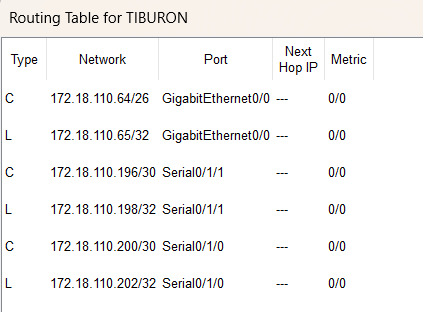 Routing Table for TIBURON
Type Network Port Next Hop IP Metric
C 172.18.110.64/26 GigabitEthernet0/0 --- 0/0
L 172.18.110.65/32 GigabitEthernet0/0 --- 0/0
C 172.18.110.196/30 Serial0/1/1 --- 0/0
L 172.18.110.198/32 Serial0/1/1 --- 0/0
C 172.18.110.200/30 Serial0/1/0 --- 0/0
L 172.18.110.202/32 Serial0/1/0 --- 0/0